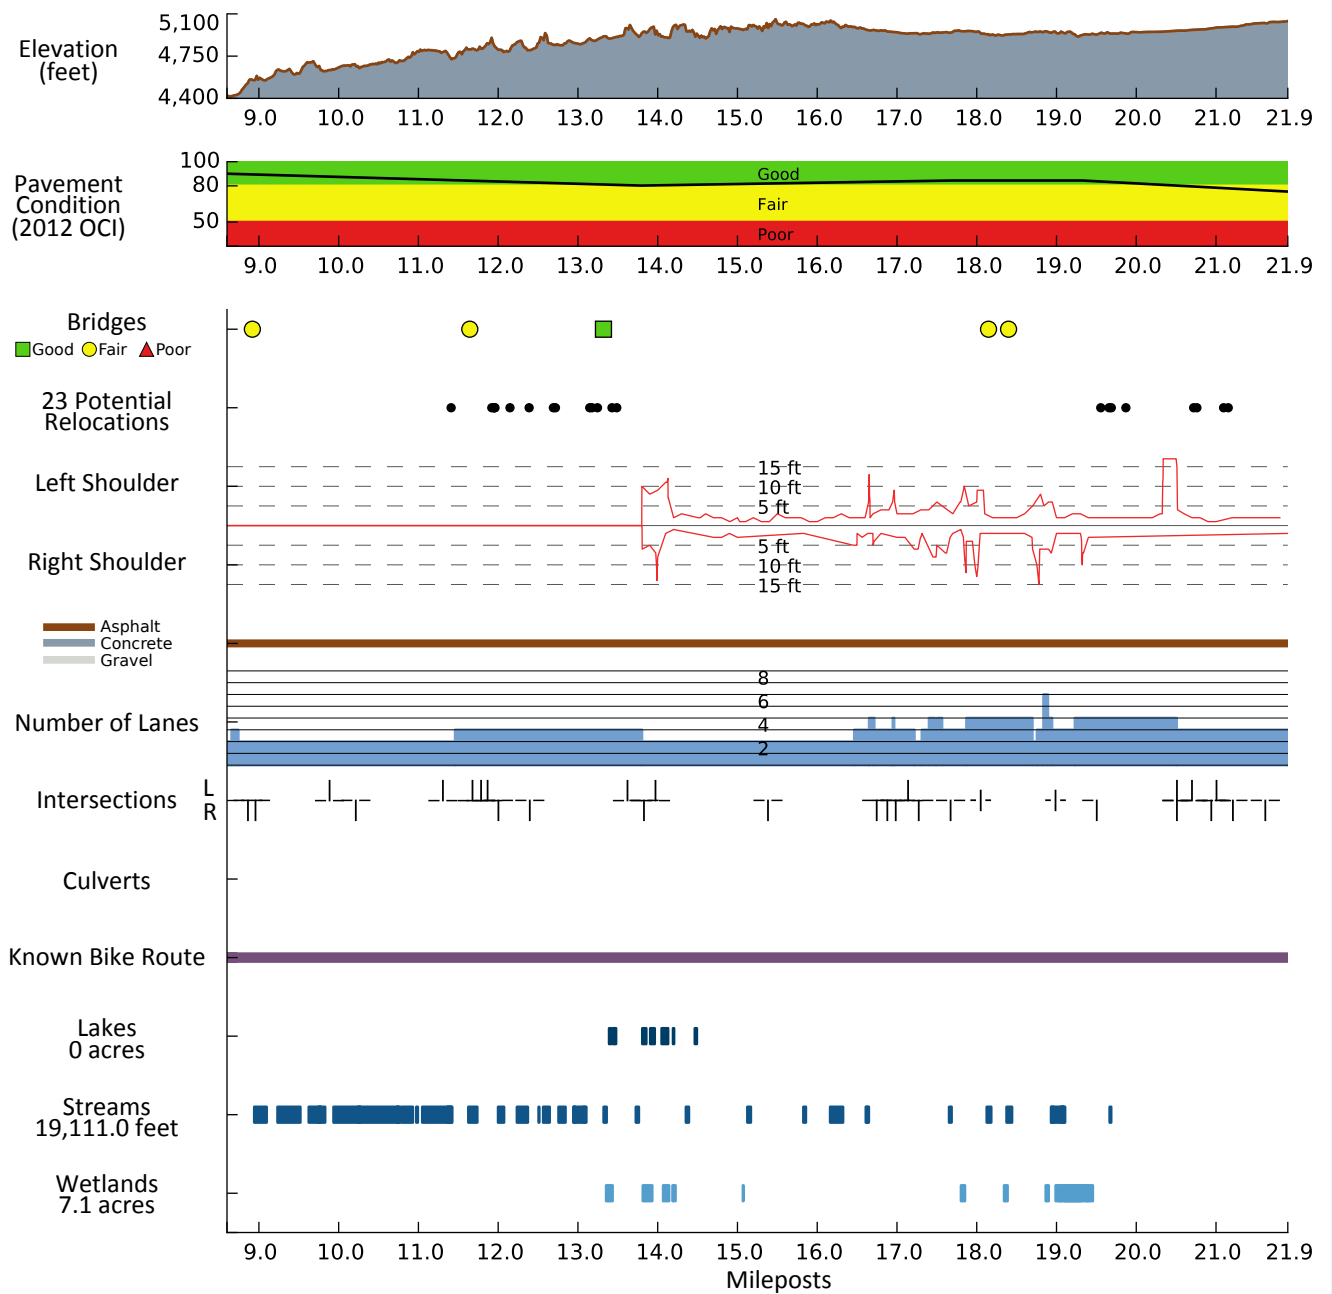 Elevation
(feet)
5,100
4,750
4,400
9.0 10.0 11.0 12.0 13.0 14.0 15.0 16.0 17.0 18.0 19.0 20.0 21.0 21.9
Pavement
Condition
(2012 OCI)
100
80
50
Good
Fair
Poor
9.0 10.0 11.0 12.0 13.0 14.0 15.0 16.0 17.0 18.0 19.0 20.0 21.0 21.9
Bridges
Good Fair Poor
23 Potential
Relocations
Left Shoulder
15 ft
10 ft
5 ft
Right Shoulder
5 ft
10 ft
15 ft
Asphalt
Concrete
Gravel
Number of Lanes
8
6
4
2
Intersections
L
R
Culverts
Known Bike Route
Lakes
0 acres
Streams
19,111.0 feet
Wetlands
7.1 acres
9.0 10.0 11.0 12.0 13.0 14.0 15.0 16.0 17.0 18.0 19.0 20.0 21.0 21.9
Mileposts